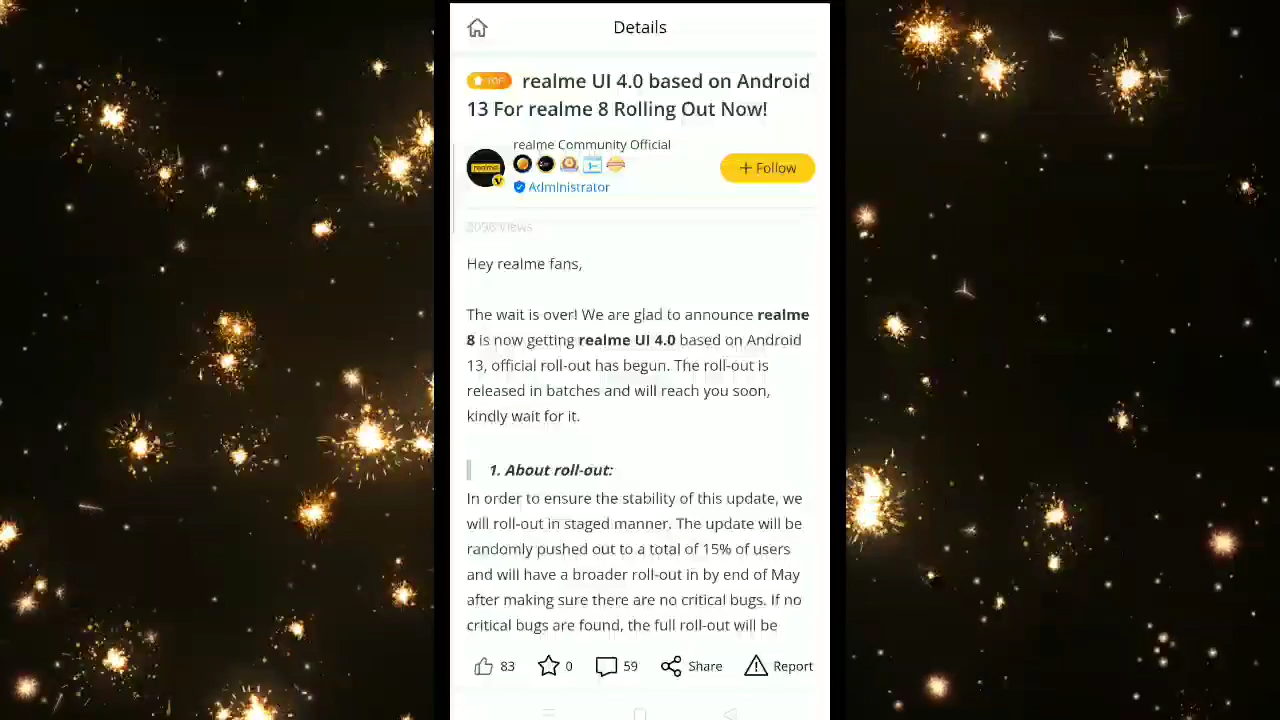 Details
TOP realme UI 4.0 based on Android
13 For realme 8 Rolling Out Now!
realme Community Official
realme
Administrator
+ Follow
2096 Views
Hey realme fans,
The wait is over! We are glad to announce realme
8 is now getting realme UI 4.0 based on Android
13, official roll-out has begun. The roll-out is
released in batches and will reach you soon,
kindly wait for it.
1. About roll-out:
In order to ensure the stability of this update, we
will roll-out in staged manner. The update will be
randomly pushed out to a total of 15% of users
and will have a broader roll-out in by end of May
after making sure there are no critical bugs. If no
critical bugs are found, the full roll-out will be
83 0 59 Share Report